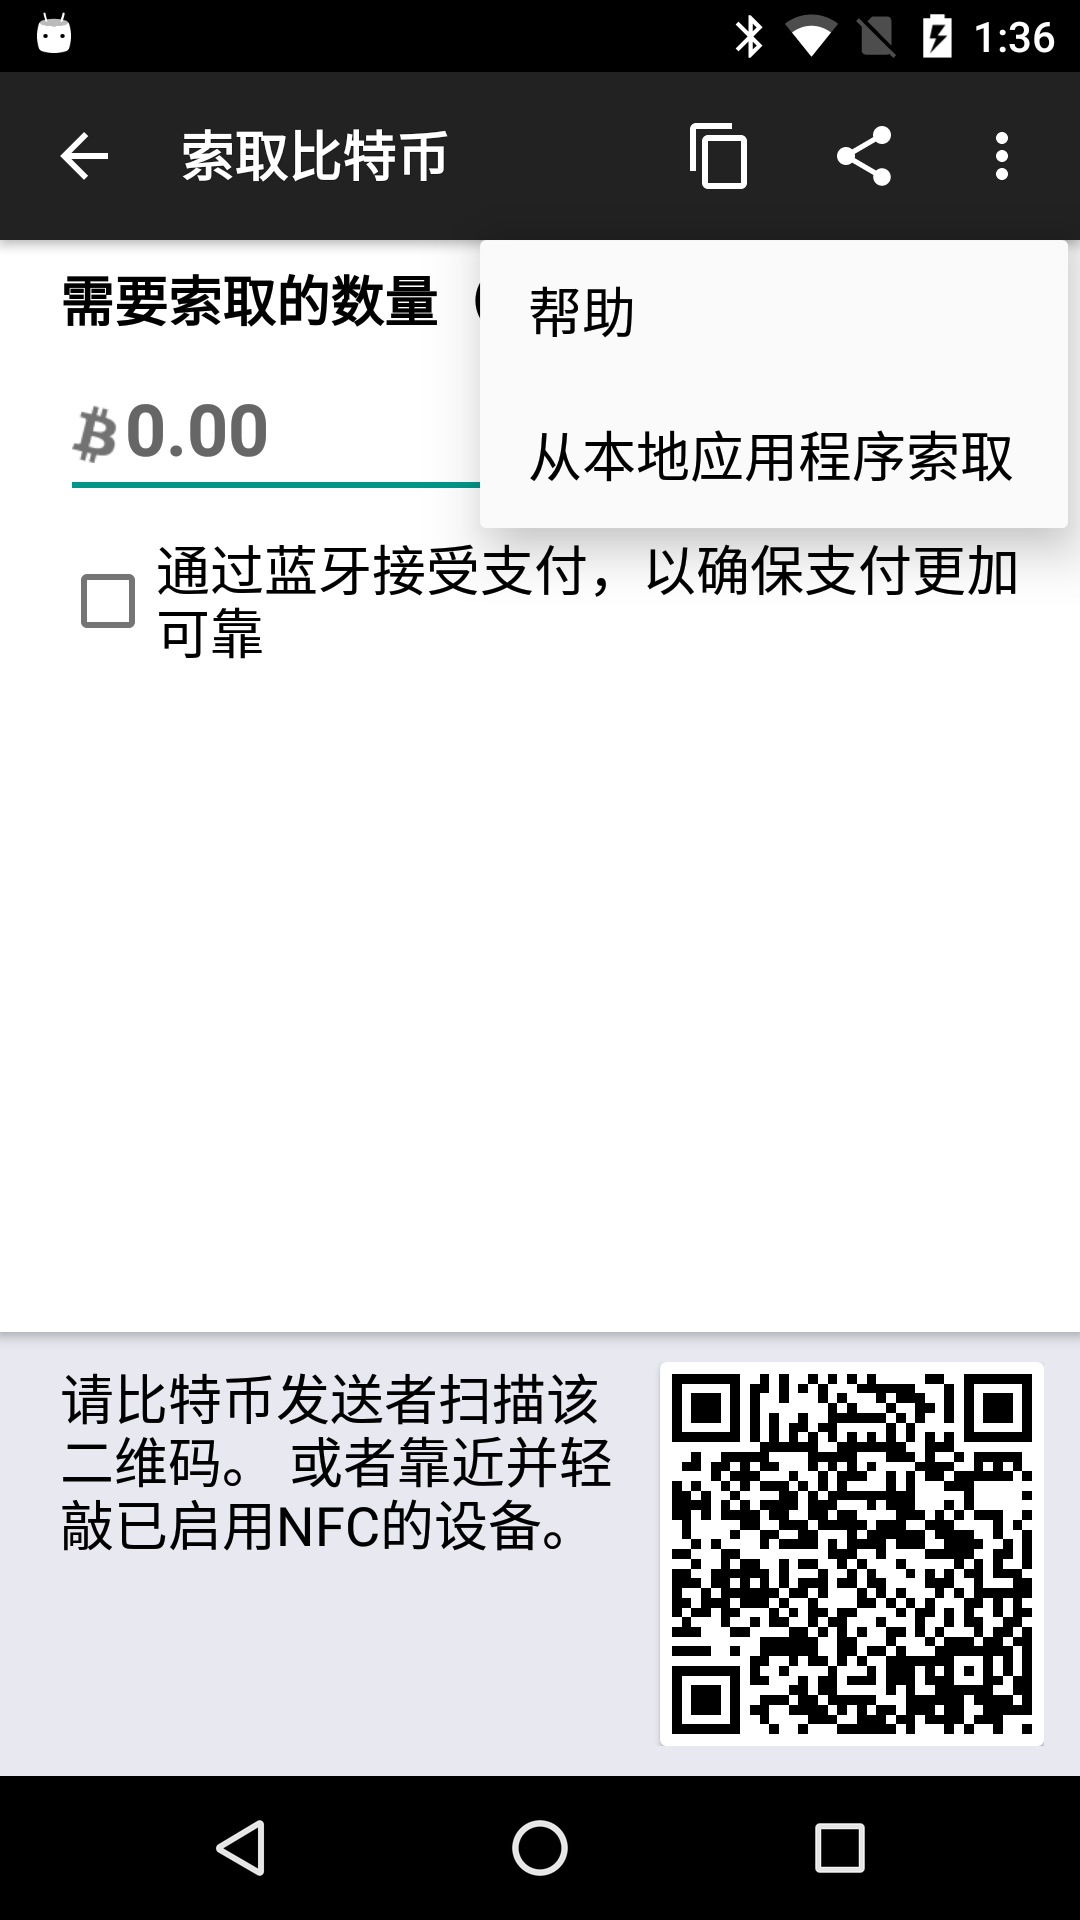 1:36
索取比特币
需要索取的数量
帮助
0.00
从本地应用程序索取
通过蓝牙接受支付，以确保支付更加
可靠
请比特币发送者扫描该
二维码。 或者靠近并轻
敲已启用NFC的设备。